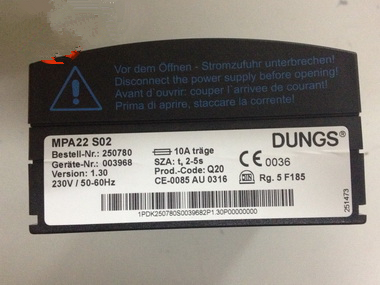 Vor dem Öffnen - Stromzufuhr unterbrechen!
Disconnect the power supply before opening!
Avant d´ouvrir: couper l'arrivee de courant!
Prima di aprire, staccare la corrente!
MPA22 S02
Bestell-Nr.: 250780
Geräte-Nr.: 003968
Version: 1.30
230V / 50-60Hz
10A träge
SZA: t, 2-5s
Prod.-Code: Q20
CE-0085 AU 0316
DUNGS®
CE 0036
DIN Rg. 5 F185
1PDK250780S0039682P1.30P00000000
251473